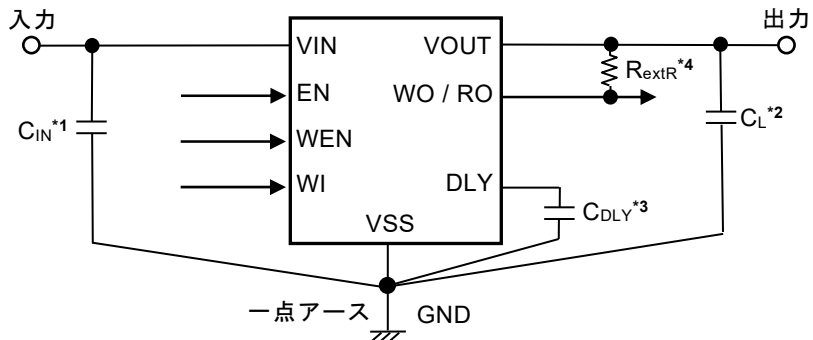 入力
出力
VIN
VOUT
RextR*4
EN
WO / RO
CIN*1
CL*2
WEN
WI
DLY
CDLY*3
VSS
一点アース
GND